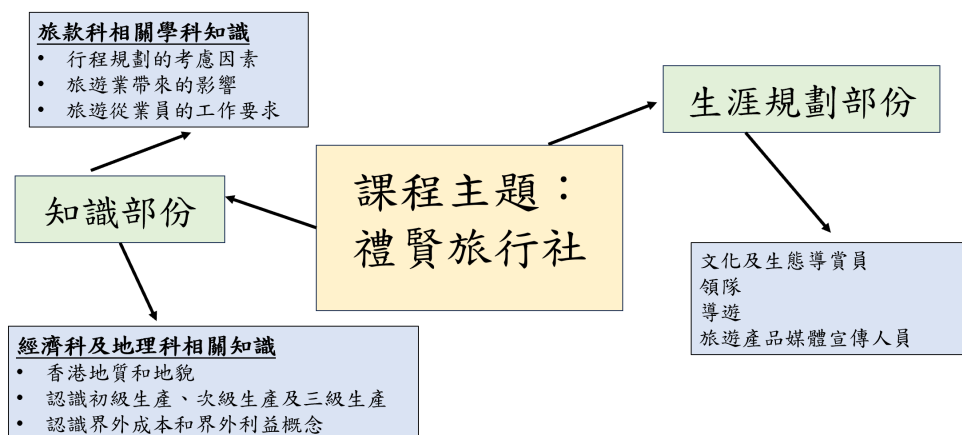 旅款科相關學科知識
• 行程規劃的考慮因素
• 旅遊業帶來的影響
• 旅遊從業員的工作要求
生涯規劃部份
知識部份
課程主題：
禮賢旅行社
文化及生態導賞員
領隊
導遊
旅遊產品媒體宣傳人員
經濟科及地理科相關知識
• 香港地質和地貌
• 認識初級生產、次級生產及三級生產
• 認識界外成本和界外利益概念